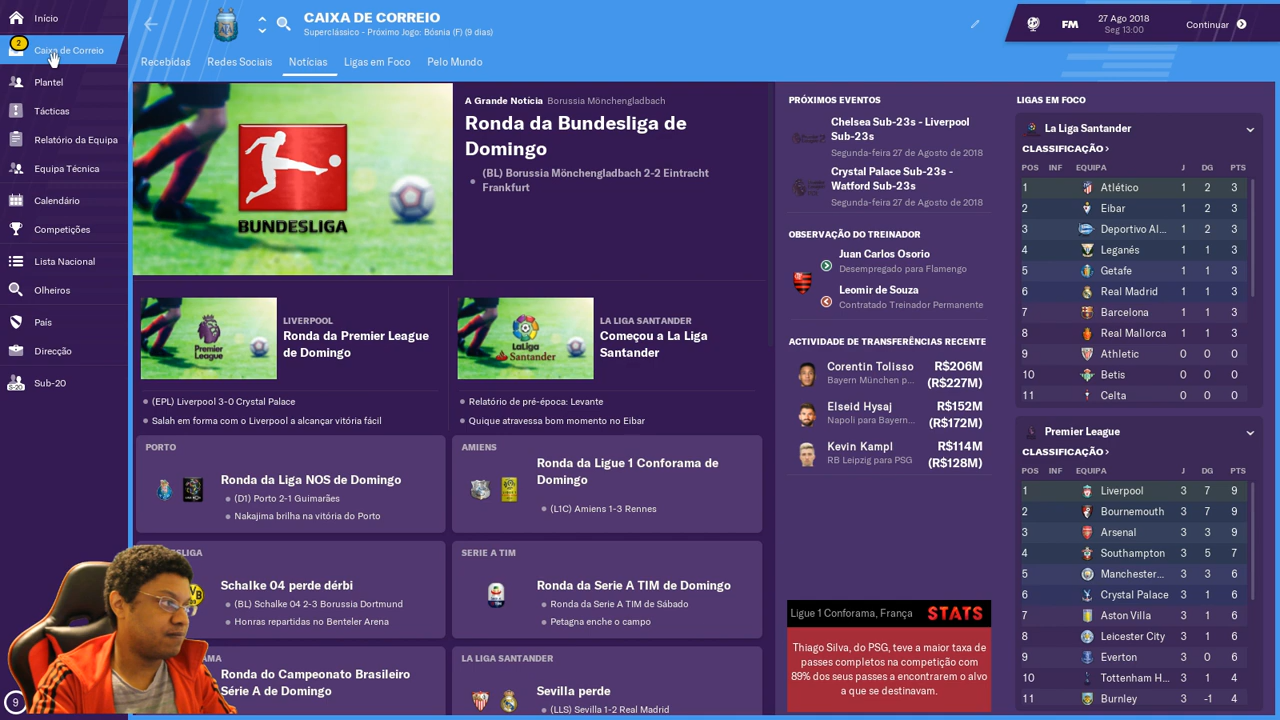 Início
2
Caixa de Correio
Plantel
Tácticas
Relatório da Equipa
Equipa Técnica
Calendário
Competições
Lista Nacional
Olheiros
País
Direcção
S-20
Sub-20
9
CAIXA DE CORREIO
Superclássico - Próximo Jogo: Bósnia (F) (9 dias)
FM
27 Ago 2018
Seg 13:00
Continuar
Recebidas
Redes Sociais
Notícias
Ligas em Foco
Pelo Mundo
BUNDESLIGA
A Grande Notícia Borussia Mönchengladbach
Ronda da Bundesliga de
Domingo
(BL) Borussia Mönchengladbach 2-2 Eintracht
Frankfurt
Premier
League
LIVERPOOL
Ronda da Premier League
de Domingo
(EPL) Liverpool 3-0 Crystal Palace
Salah em forma com o Liverpool a alcançar vitória fácil
LaLiga
Santander
LA LIGA SANTANDER
Começou a La Liga
Santander
Relatório de pré-época: Levante
Quique atravessa bom momento no Eibar
PORTO
Ronda da Liga NOS de Domingo
(D1) Porto 2-1 Guimarães
Nakajima brilha na vitória do Porto
AMIENS
Ronda da Ligue 1 Conforama de
Domingo
(L1C) Amiens 1-3 Rennes
SLIGA
Schalke 04 perde dérbi
(BL) Schalke 04 2-3 Borussia Dortmund
Honras repartidas no Benteler Arena
SERIE A TIM
Ronda da Serie A TIM de Domingo
Ronda da Serie A TIM de Sábado
Petagna enche o campo
AMA
Ronda do Campeonato Brasileiro
Série A de Domingo
LA LIGA SANTANDER
Sevilla perde
(LLS) Sevilla 1-2 Real Madrid
PRÓXIMOS EVENTOS
Chelsea Sub-23s - Liverpool
Sub-23s
Segunda-feira 27 de Agosto de 2018
Crystal Palace Sub-23s -
Watford Sub-23s
Segunda-feira 27 de Agosto de 2018
OBSERVAÇÃO DO TREINADOR
Juan Carlos Osorio
Desempregado para Flamengo
Leomir de Souza
Contratado Treinador Permanente
ACTIVIDADE DE TRANSFERÊNCIAS RECENTE
Corentin Tolisso R$206M
Bayern München p... (R$227M)
Elseid Hysaj R$152M
Napoli para Bayern... (R$172M)
Kevin Kampl R$114M
RB Leipzig para PSG (R$128M)
Ligue 1 Conforama, França STATS
Thiago Silva, do PSG, teve a maior taxa de
passes completos na competição com
89% dos seus passes a encontrarem o alvo
a que se destinavam.
LIGAS EM FOCO
La Liga Santander
CLASSIFICAÇÃO >
POS INF EQUIPA J DG PTS
1 Atlético 1 2 3
2 Eibar 1 2 3
3 Deportivo Al... 1 2 3
4 Leganés 1 1 3
5 Getafe 1 1 3
6 Real Madrid 1 1 3
7 Barcelona 1 1 3
8 Real Mallorca 1 1 3
9 Athletic 0 0 0
10 Betis 0 0 0
11 Celta 0 0 0
Premier League
CLASSIFICAÇÃO >
POS INF EQUIPA J DG PTS
1 Liverpool 3 7 9
2 Bournemouth 3 7 9
3 Arsenal 3 3 9
4 Southampton 3 5 7
5 Manchester... 3 3 6
6 Crystal Palace 3 1 6
7 Aston Villa 3 1 6
8 Leicester City 3 1 6
9 Everton 3 0 6
10 Tottenham H... 3 1 4
11 Burnley 3 -1 4